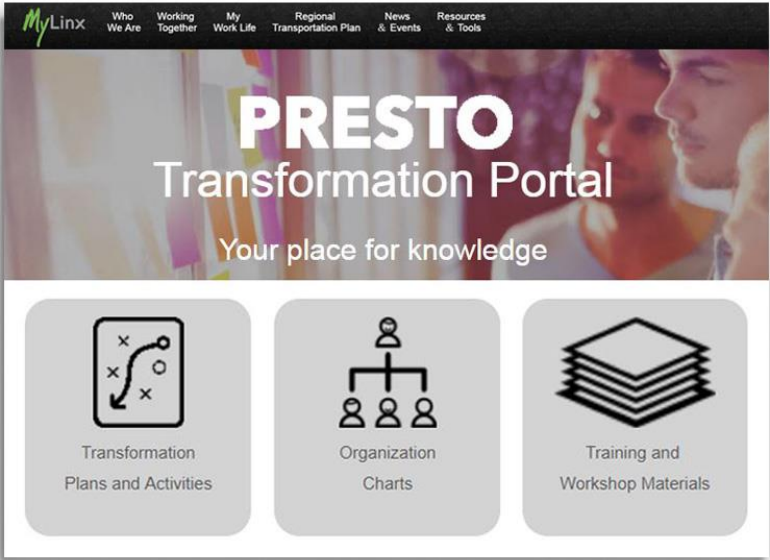 MyLinx
Who
We Are
Working
Together
My
Work Life
Regional
Transportation Plan
News
& Events
Resources
& Tools
PRESTO
Transformation Portal
Your place for knowledge
Transformation
Plans and Activities
Organization
Charts
Training and
Workshop Materials